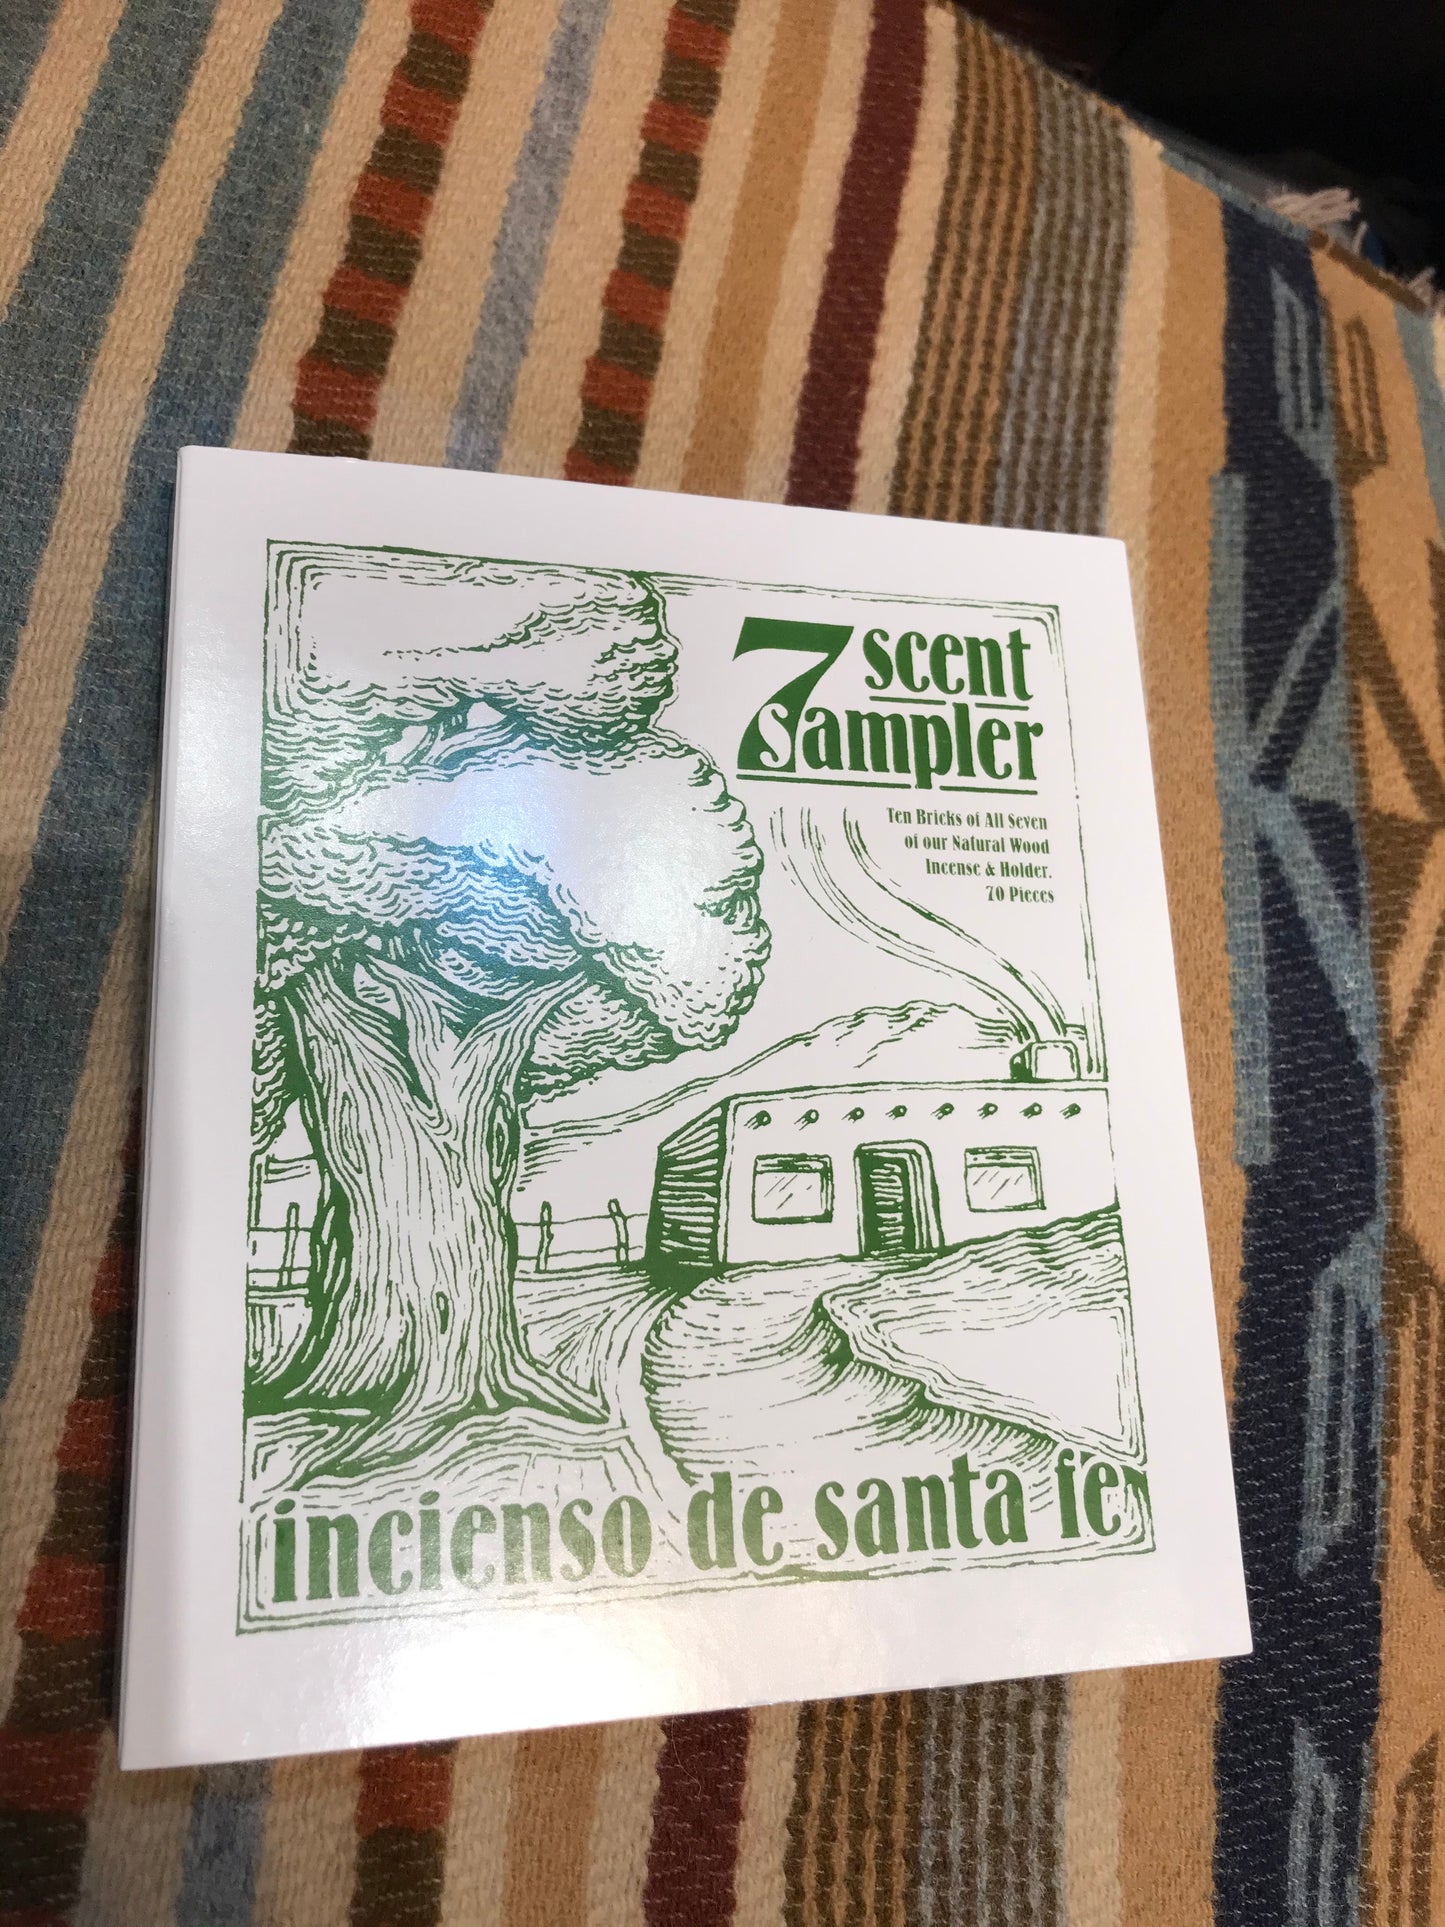 7 scent
sampler
Ten Bricks of All Seven
of our Natural Wood
Incense & Holder.
70 Pieces
incienso de santa fe